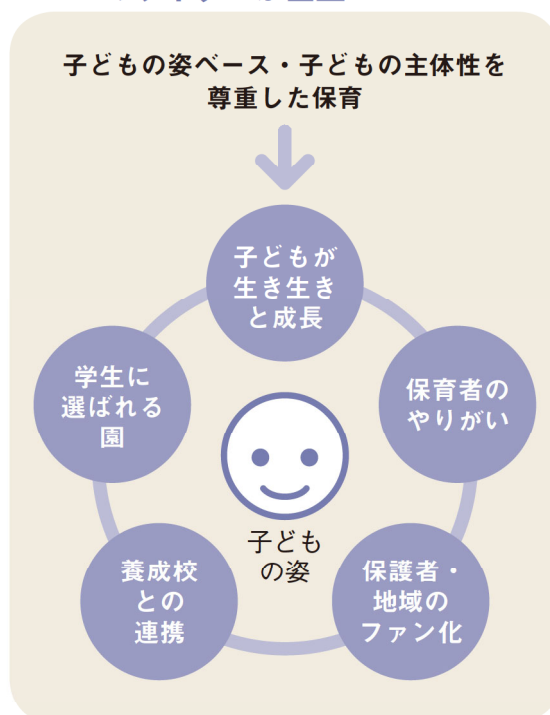 子どもの姿ベース・子どもの主体性を
尊重した保育
子どもが
生き生き
と成長
保育者の
やりがい
保護者・
地域の
ファン化
養成校
との
連携
学生に
選ばれる
園
子ども
の姿